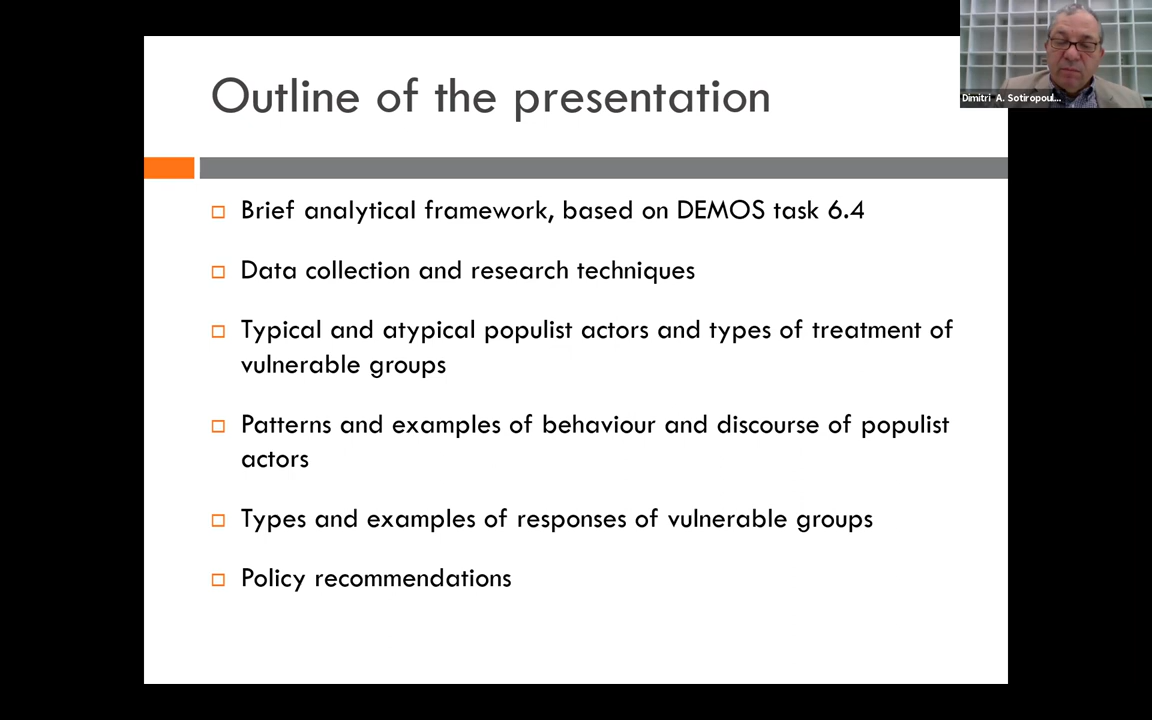 Outline of the presentation
Dimitri A. Sotiropoul...
Brief analytical framework, based on DEMOS task 6.4
Data collection and research techniques
Typical and atypical populist actors and types of treatment of
vulnerable groups
Patterns and examples of behaviour and discourse of populist
actors
Types and examples of responses of vulnerable groups
Policy recommendations